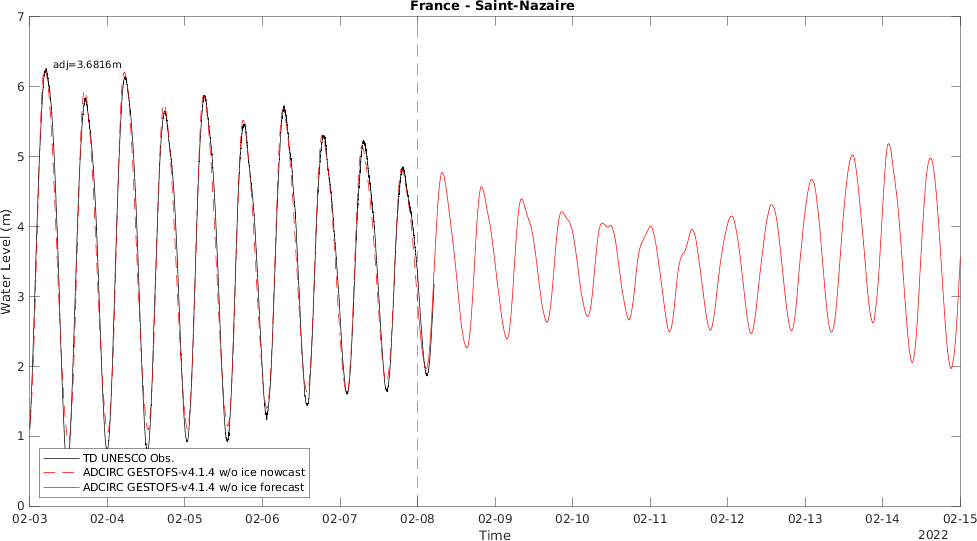 France - Saint-Nazaire
adj=3.6816m
Water Level (m)
7
6
5
4
3
2
1
0
TD UNESCO Obs.
ADCIRC GESTOFS-v4.1.4 w/o ice nowcast
ADCIRC GESTOFS-v4.1.4 w/o ice forecast
02-03 02-04 02-05 02-06 02-07 02-08 02-09 02-10 02-11 02-12 02-13 02-14 02-15
Time
2022